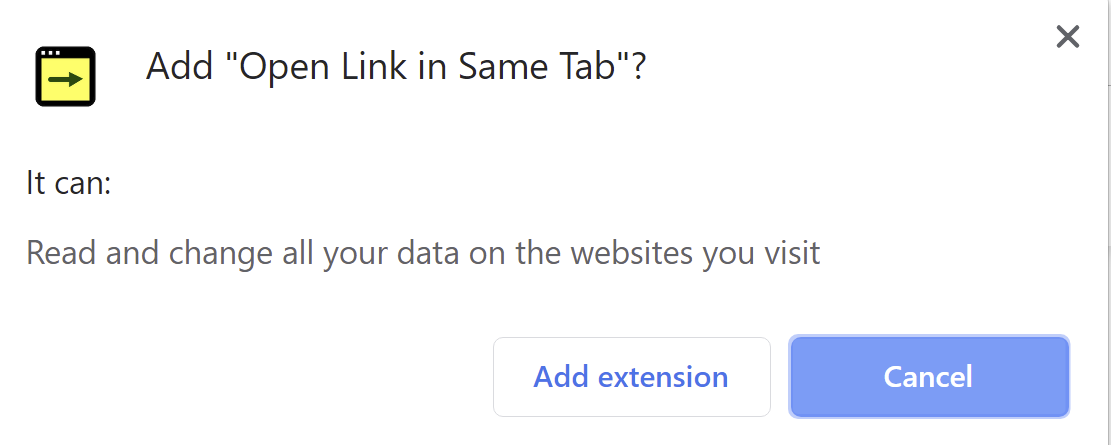 Add "Open Link in Same Tab"?
It can:
Read and change all your data on the websites you visit
Add extension
Cancel